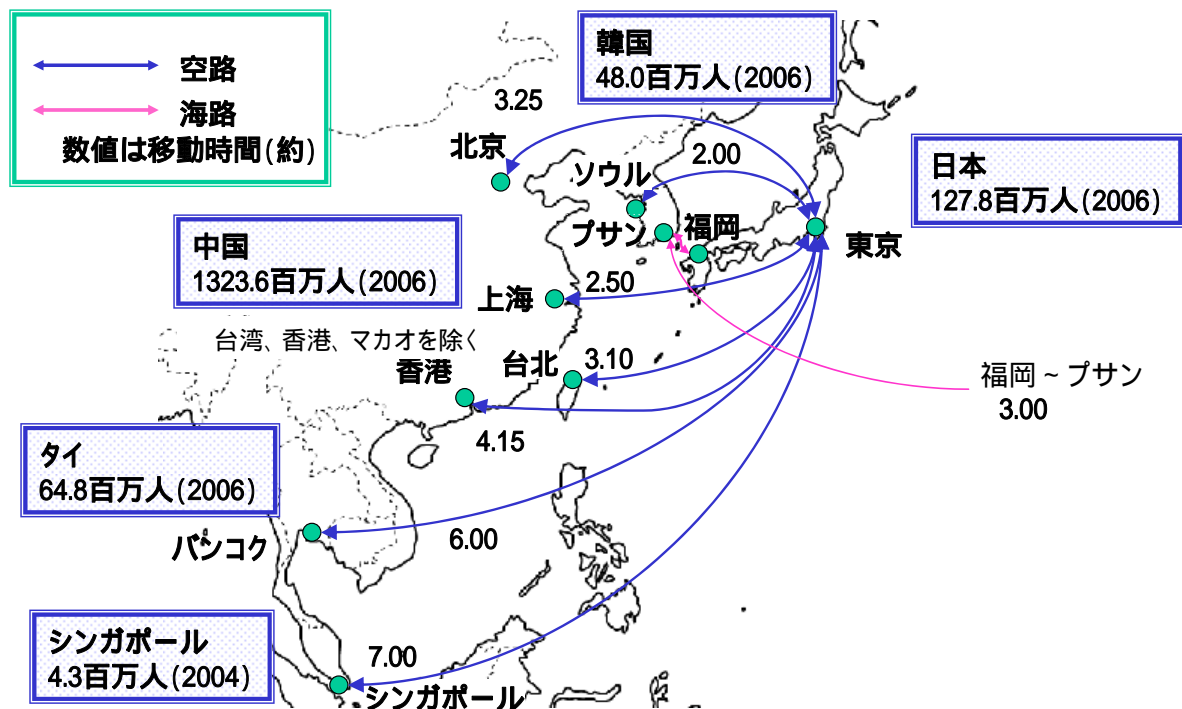 空路
海路
数値は移動時間(約)
韓国
48.0百万人(2006)
3.25
北京
2.00
ソウル
日本
127.8百万人(2006)
プサン
福岡
東京
中国
1323.6百万人(2006)
上海
2.50
台湾、香港、マカオを除く
香港
台北
3.10
福岡~プサン
3.00
4.15
タイ
64.8百万人(2006)
バンコク
6.00
シンガポール
4.3百万人(2004)
7.00
シンガポール